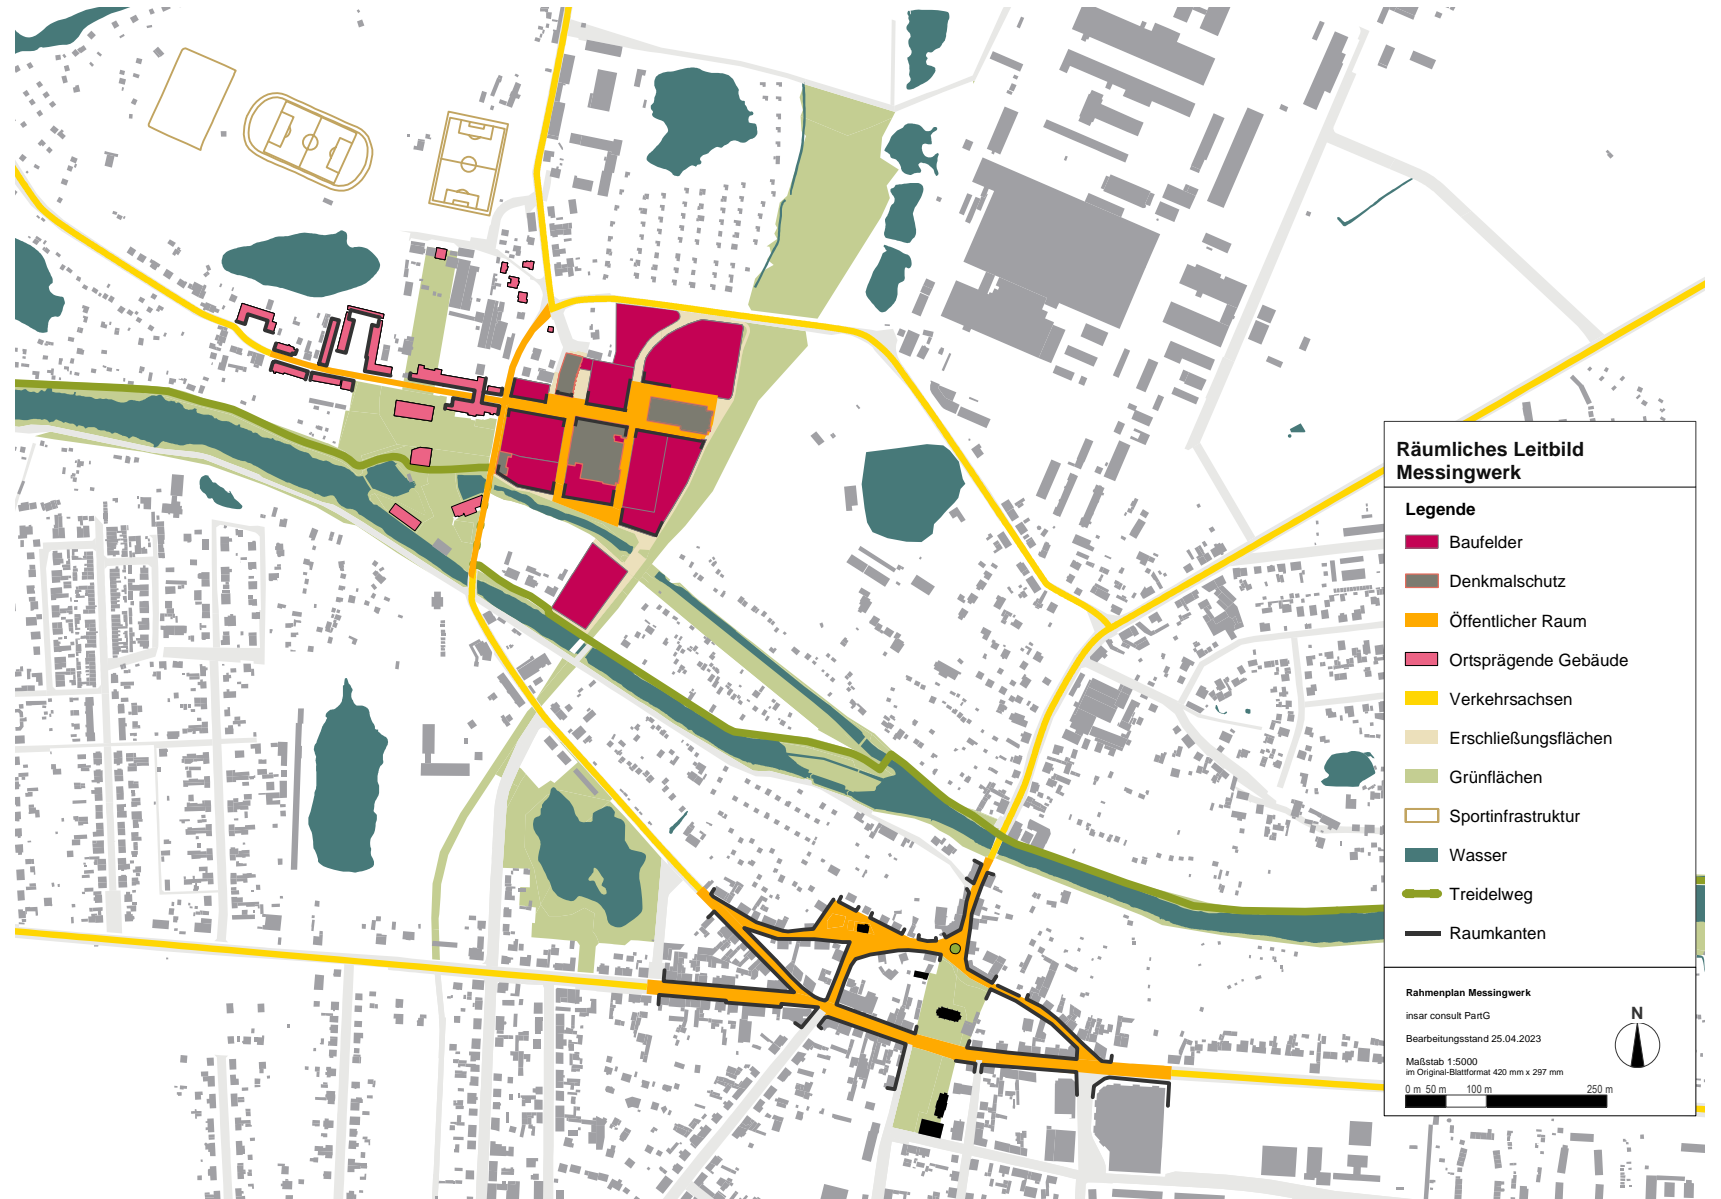 Räumliches Leitbild
Messingwerk
Legende
Baufelder
Denkmalschutz
Öffentlicher Raum
Ortsprägende Gebäude
Verkehrsachsen
Erschließungsflächen
Grünflächen
Sportinfrastruktur
Wasser
Treidelweg
Raumkanten
Rahmenplan Messingwerk
insar consult PartG
Bearbeitungsstand 25.04.2023
Maßstab 1:5000
im Original-Blattformat 420 mm x 297 mm
N
0 m 50 m 100 m 250 m